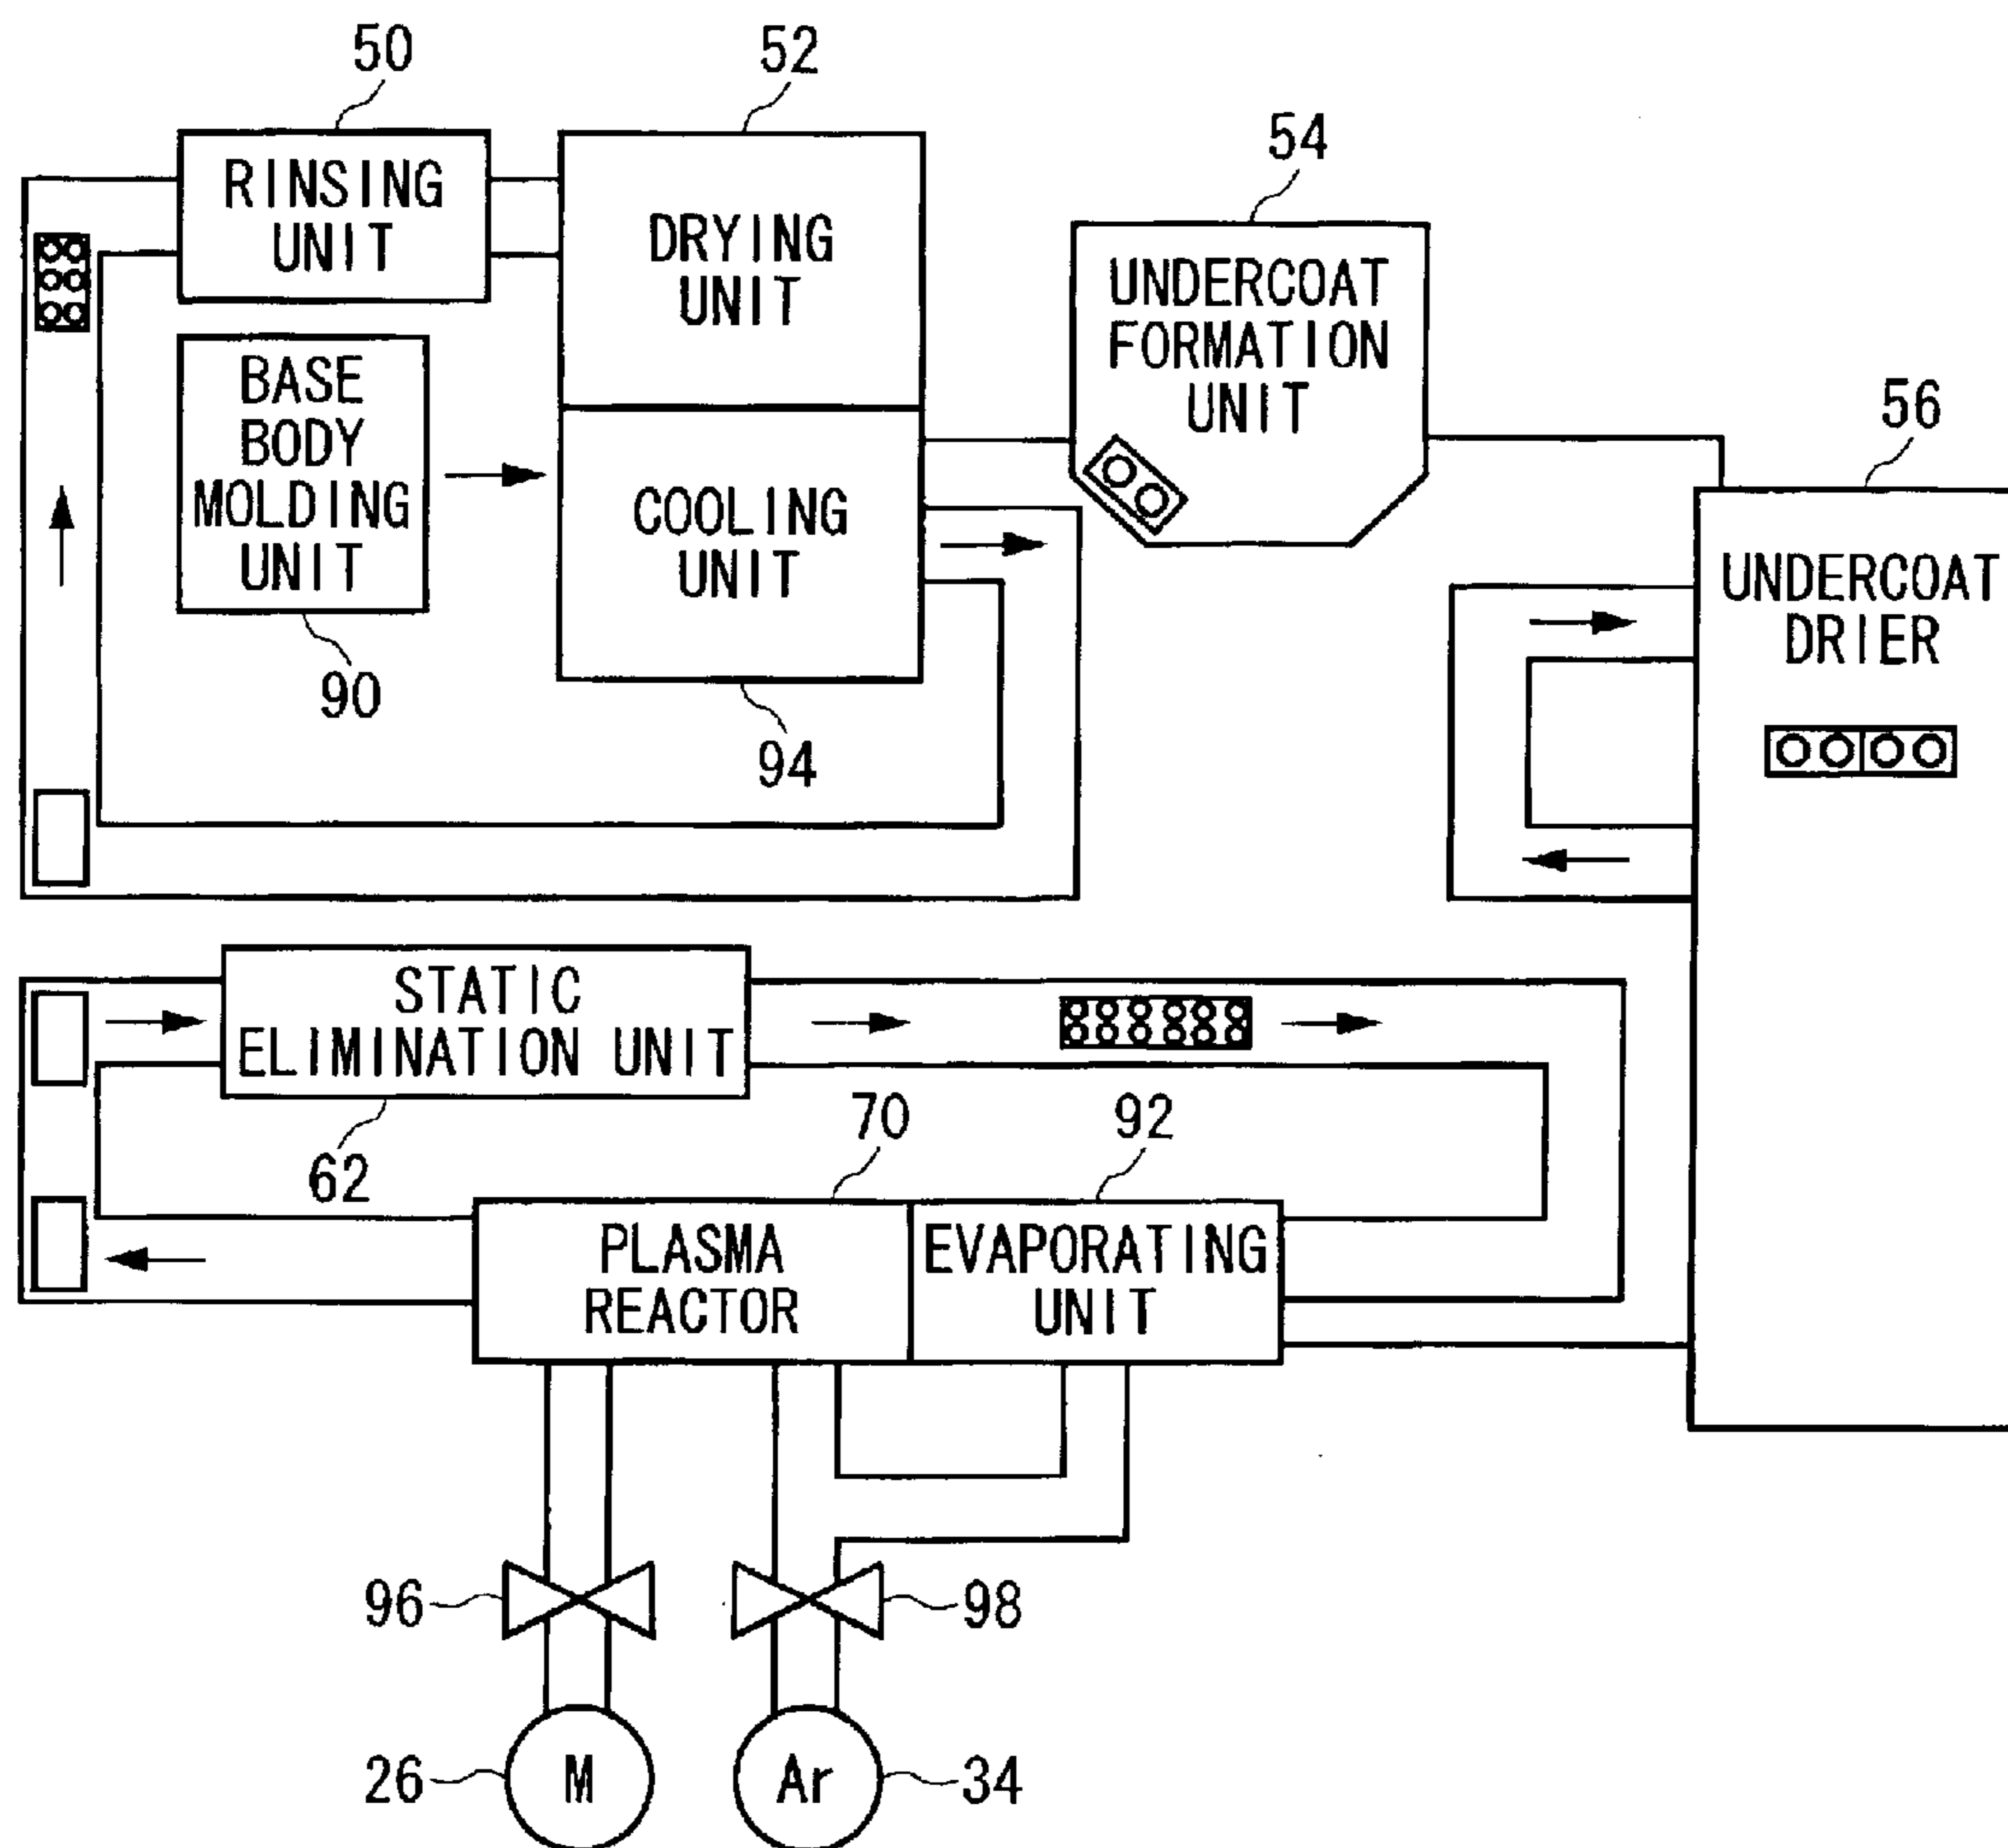 50
52
54
RINSING
UNIT
DRYING
UNIT
UNDERCOAT
FORMATION
UNIT
BASE
BODY
MOLDING
UNIT
56
COOLING
UNIT
UNDERCOAT
DRIER
90
94
STATIC
ELIMINATION UNIT
62
70
92
PLASMA
REACTOR
EVAPORATING
UNIT
96
98
26
M
Ar
34